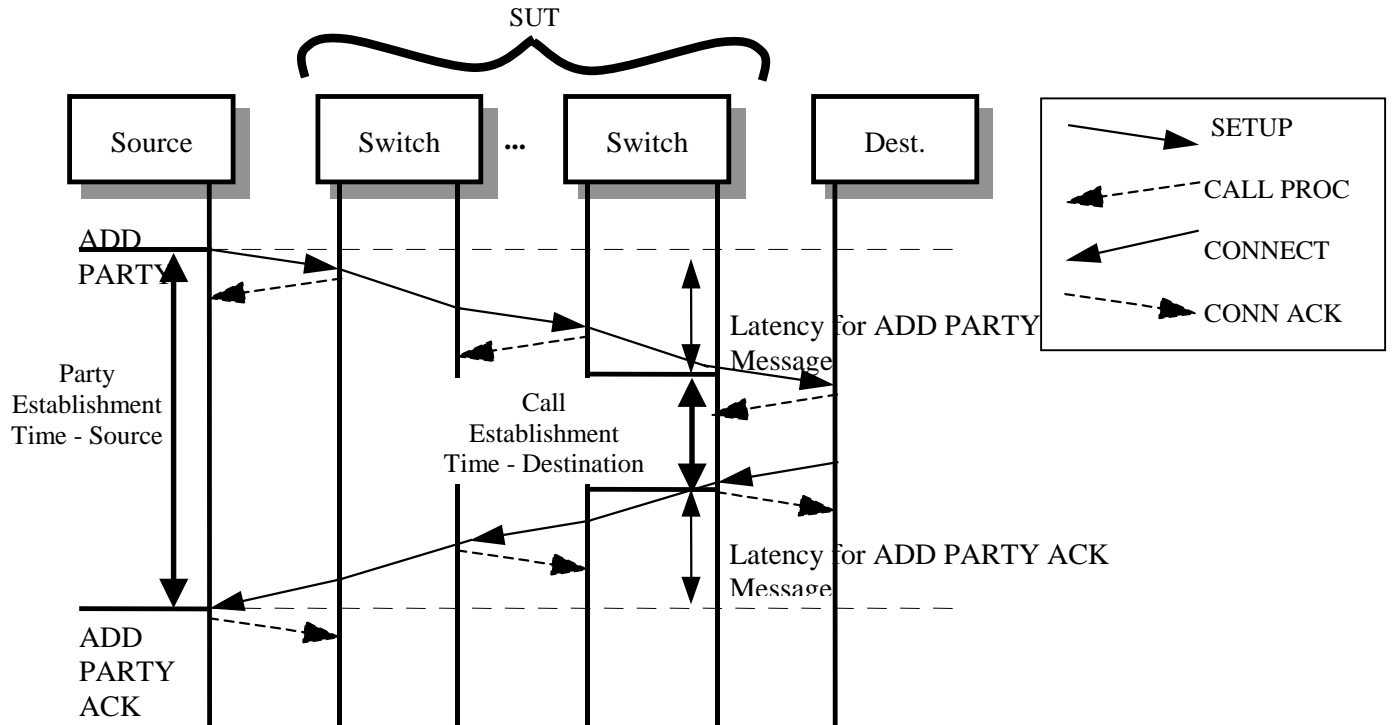 SUT
Source
Switch
...
Switch
Dest.
SETUP
CALL PROC
CONNECT
CONN ACK
ADD
PARTY
Latency for ADD PARTY
Message
Party
Establishment
Time - Source
Call
Establishment
Time - Destination
Latency for ADD PARTY ACK
Message
ADD
PARTY
ACK